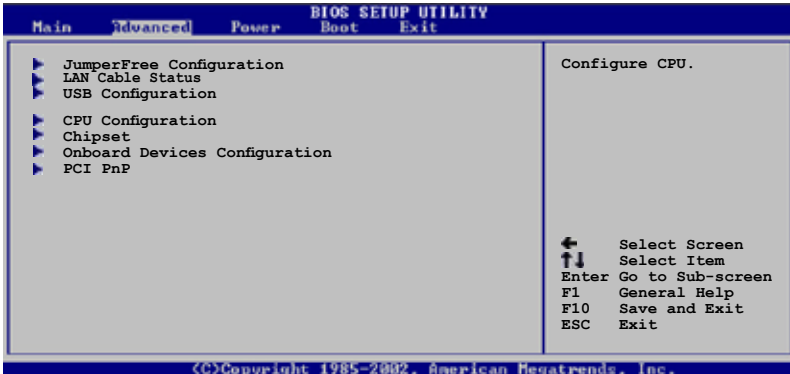 BIOS SETUP UTILITY
Main Advanced Power Boot Exit
JumperFree Configuration
LAN Cable Status
USB Configuration
CPU Configuration
Chipset
Onboard Devices Configuration
PCI PnP
Configure CPU.
← Select Screen
↑↓ Select Item
Enter Go to Sub-screen
F1 General Help
F10 Save and Exit
ESC Exit
(C)Copyright 1985-2002, American Megatrends, Inc.